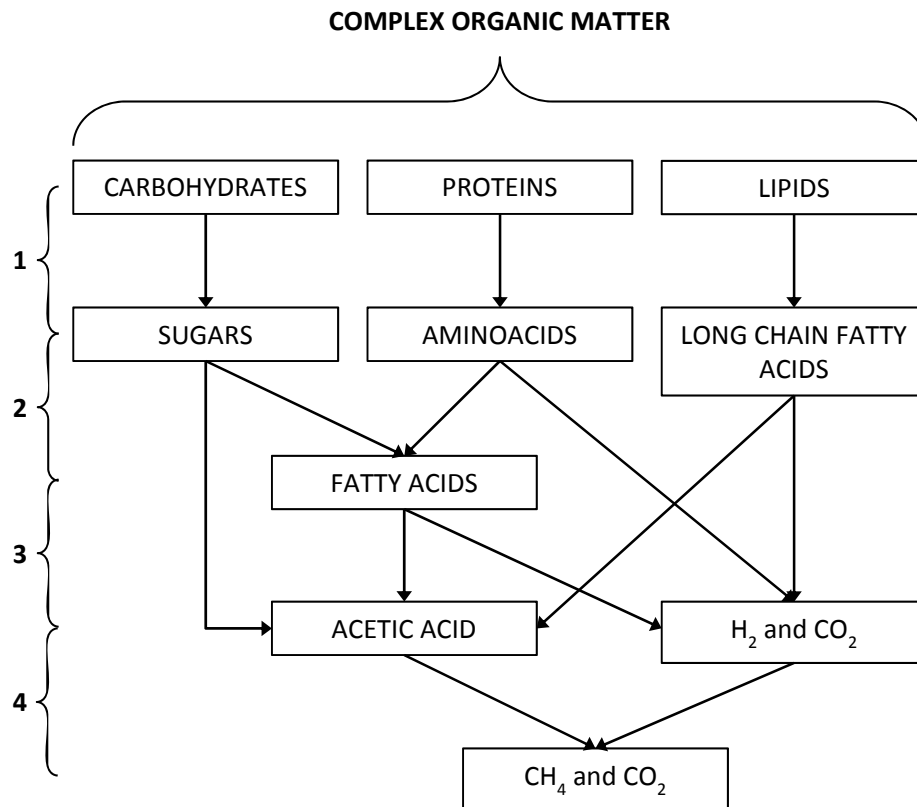 COMPLEX ORGANIC MATTER
CARBOHYDRATES
PROTEINS
LIPIDS
1
SUGARS
AMINOACIDS
LONG CHAIN FATTY
ACIDS
2
FATTY ACIDS
3
ACETIC ACID
H₂ and CO₂
4
CH₄ and CO₂